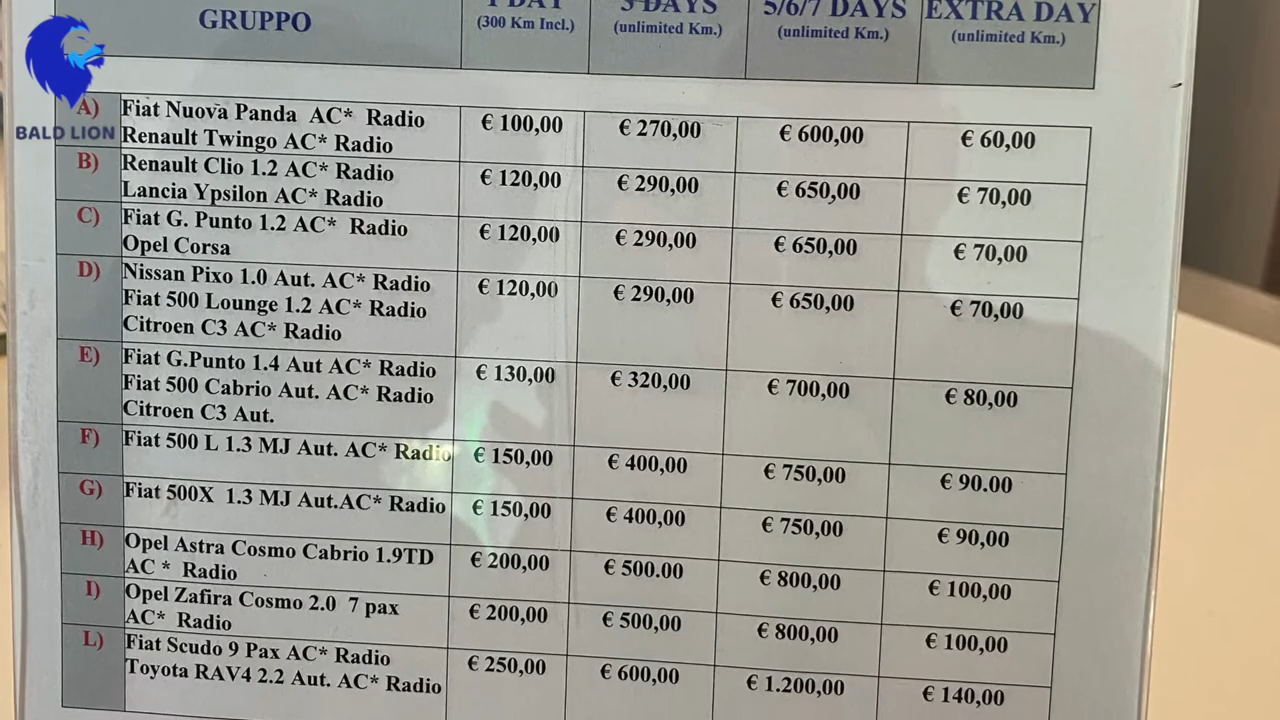 GRUPPO
1 DAY
(300 Km Incl.)
3 DAYS
(unlimited Km.)
5/6/7 DAYS
(unlimited Km.)
EXTRA DAY
(unlimited Km.)
BALD LION
A)
Fiat Nuova Panda AC* Radio
Renault Twingo AC* Radio
€ 100,00
€ 270,00
€ 600,00
€ 60,00
B)
Renault Clio 1.2 AC* Radio
Lancia Ypsilon AC* Radio
€ 120,00
€ 290,00
€ 650,00
€ 70,00
C)
Fiat G. Punto 1.2 AC* Radio
Opel Corsa
€ 120,00
€ 290,00
€ 650,00
€ 70,00
D)
Nissan Pixo 1.0 Aut. AC* Radio
Fiat 500 Lounge 1.2 AC* Radio
Citroen C3 AC* Radio
€ 120,00
€ 290,00
€ 650,00
€ 70,00
E)
Fiat G.Punto 1.4 Aut AC* Radio
Fiat 500 Cabrio Aut. AC* Radio
Citroen C3 Aut.
€ 130,00
€ 320,00
€ 700,00
€ 80,00
F)
Fiat 500 L 1.3 MJ Aut. AC* Radio
€ 150,00
€ 400,00
€ 750,00
€ 90.00
G)
Fiat 500X 1.3 MJ Aut.AC* Radio
€ 150,00
€ 400,00
€ 750,00
€ 90,00
H)
Opel Astra Cosmo Cabrio 1.9TD
AC * Radio
€ 200,00
€ 500.00
€ 800,00
€ 100,00
I)
Opel Zafira Cosmo 2.0 7 pax
AC* Radio
€ 200,00
€ 500,00
€ 800,00
€ 100,00
L)
Fiat Scudo 9 Pax AC* Radio
Toyota RAV4 2.2 Aut. AC* Radio
€ 250,00
€ 600,00
€ 1.200,00
€ 140,00